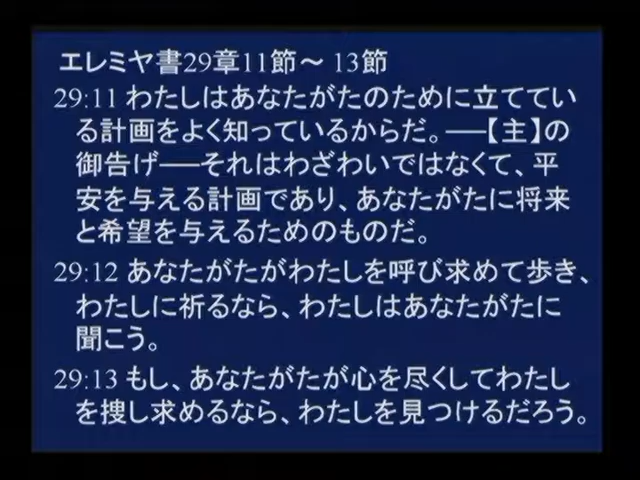 エレミヤ書29章11節〜 13節
29:11 わたしはあなたがたのために立ててい
る計画をよく知っているからだ。──【主】の
御告げ──それはわざわいではなくて、平
安を与える計画であり、あなたがたに将来
と希望を与えるためのものだ。
29:12 あなたがたがわたしを呼び求めて歩き、
わたしに祈るなら、わたしはあなたがたに
聞こう。
29:13 もし、あなたがたが心を尽くしてわたし
を捜し求めるなら、わたしを見つけるだろう。